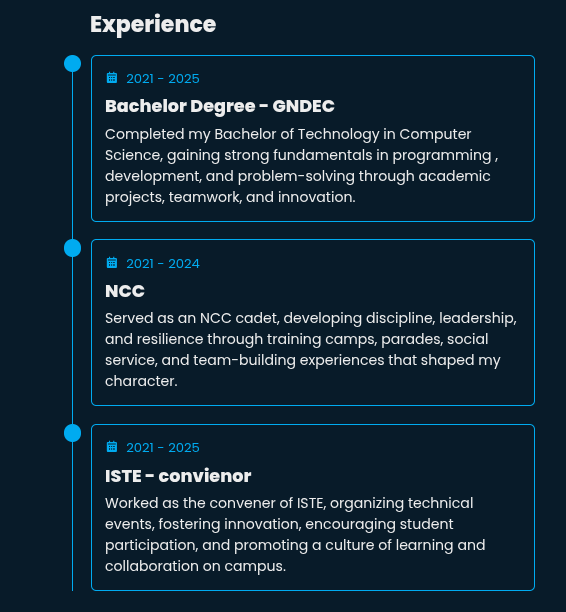 Experience
2021 - 2025
Bachelor Degree - GNDEC
Completed my Bachelor of Technology in Computer
Science, gaining strong fundamentals in programming ,
development, and problem-solving through academic
projects, teamwork, and innovation.
2021 - 2024
NCC
Served as an NCC cadet, developing discipline, leadership,
and resilience through training camps, parades, social
service, and team-building experiences that shaped my
character.
2021 - 2025
ISTE - convienor
Worked as the convener of ISTE, organizing technical
events, fostering innovation, encouraging student
participation, and promoting a culture of learning and
collaboration on campus.